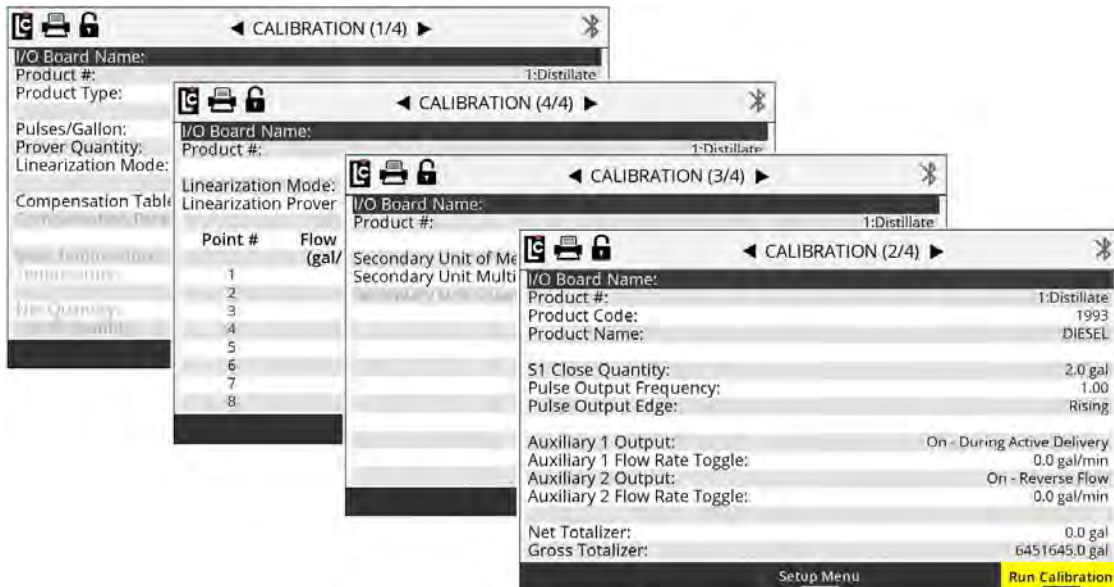 LC
◄ CALIBRATION (1/4) ►
I/O Board Name:
Product #: 1:Distillate
Product Type:
Pulses/Gallon:
Prover Quantity:
Linearization Mode:
Compensation Table
LC
◄ CALIBRATION (4/4) ►
I/O Board Name:
Product #: 1:Distillate
Linearization Mode:
Linearization Prover
Point # Flow
(gal/
1
2
3
4
5
6
7
8
LC
◄ CALIBRATION (3/4) ►
I/O Board Name:
Product #: 1:Distillate
Secondary Unit of Me
Secondary Unit Multi
LC
◄ CALIBRATION (2/4) ►
I/O Board Name:
Product #: 1:Distillate
Product Code: 1993
Product Name: DIESEL
S1 Close Quantity: 2.0 gal
Pulse Output Frequency: 1.00
Pulse Output Edge: Rising
Auxiliary 1 Output: On - During Active Delivery
Auxiliary 1 Flow Rate Toggle: 0.0 gal/min
Auxiliary 2 Output: On - Reverse Flow
Auxiliary 2 Flow Rate Toggle: 0.0 gal/min
Net Totalizer: 0.0 gal
Gross Totalizer: 6451645.0 gal
Setup Menu Run Calibration